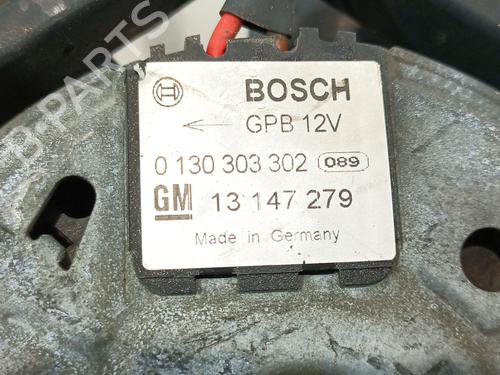 BOSCH
← GPB 12V
0 130 303 302 089
GM 13 147 279
Made in Germany
B-PARTS